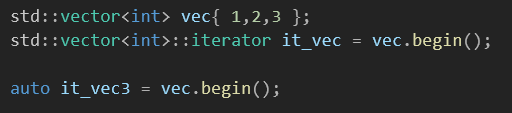 std::vector<int> vec{ 1,2,3 };
std::vector<int>::iterator it_vec = vec.begin();
auto it_vec3 = vec.begin();